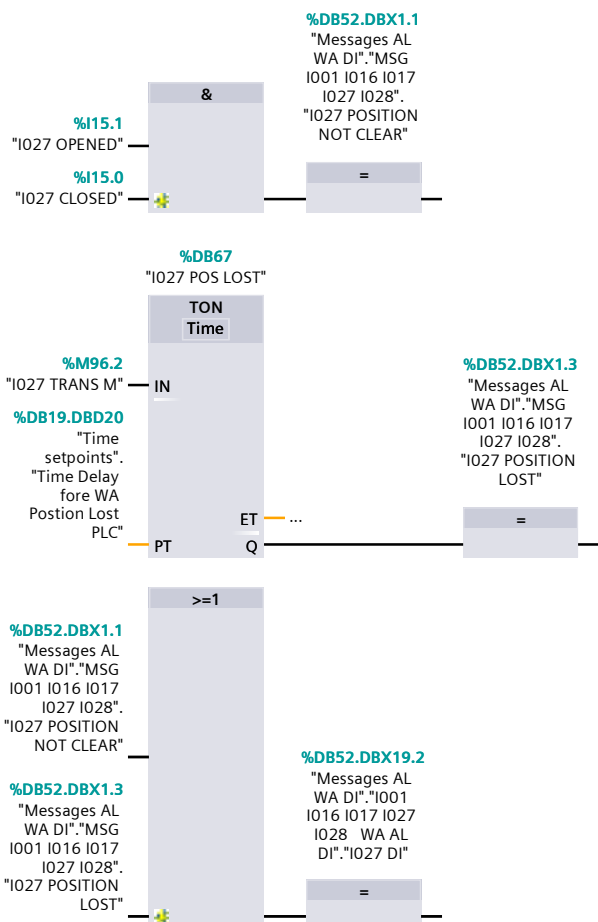 %DB52.DBX1.1
"Messages AL
WA DI"."MSG
I001 I016 I017
I027 I028".
"I027 POSITION
NOT CLEAR"
&
%I15.1
"I027 OPENED"
%I15.0
"I027 CLOSED"
=
%DB67
"I027 POS LOST"
TON
Time
%M96.2
"I027 TRANS M"
IN
%DB19.DBD20
"Time
setpoints".
"Time Delay
fore WA
Postion Lost
PLC"
PT
ET
...
Q
%DB52.DBX1.3
"Messages AL
WA DI"."MSG
I001 I016 I017
I027 I028".
"I027 POSITION
LOST"
=
>=1
%DB52.DBX1.1
"Messages AL
WA DI"."MSG
I001 I016 I017
I027 I028".
"I027 POSITION
NOT CLEAR"
%DB52.DBX1.3
"Messages AL
WA DI"."MSG
I001 I016 I017
I027 I028".
"I027 POSITION
LOST"
%DB52.DBX19.2
"Messages AL
WA DI"."I001
I016 I017 I027
I028 WA AL
DI"."I027 DI"
=